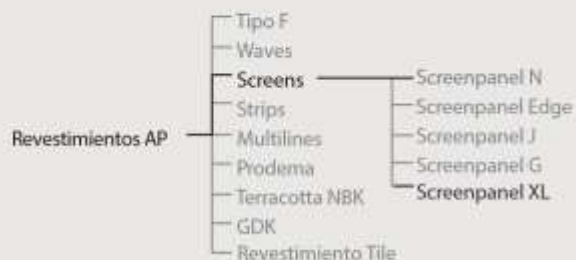 Tipo F
Waves
Screens
Strips
Revestimientos AP
Multilines
Prodema
Terracotta NBK
GDK
Revestimiento Tile
Screenpanel N
Screenpanel Edge
Screenpanel J
Screenpanel G
Screenpanel XL